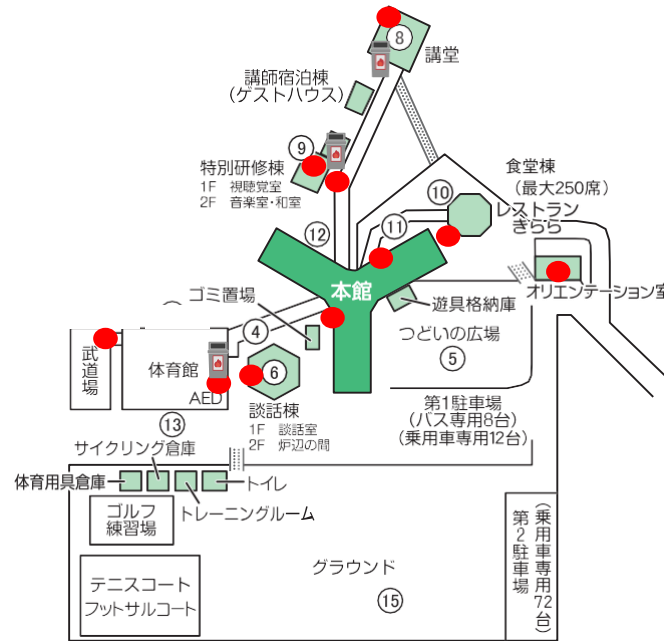 ⑧
講堂
講師宿泊棟
(ゲストハウス)
⑨
特別研修棟
1F 視聴覚室
2F 音楽室・和室
食堂棟
(最大250席)
レストラン
きらら
⑩
⑪
⑫
本館
オリエンテーション室
遊具格納庫
つどいの広場
⑤
ゴミ置場
④
武道場
体育館
AED
⑥
談話棟
1F 談話室
2F 炉辺の間
第1駐車場
(バス専用8台)
(乗用車専用12台)
⑬
サイクリング倉庫
体育用具倉庫
トイレ
トレーニングルーム
ゴルフ
練習場
テニスコート
フットサルコート
グラウンド
⑮
第2駐車場
(乗用車専用72台)